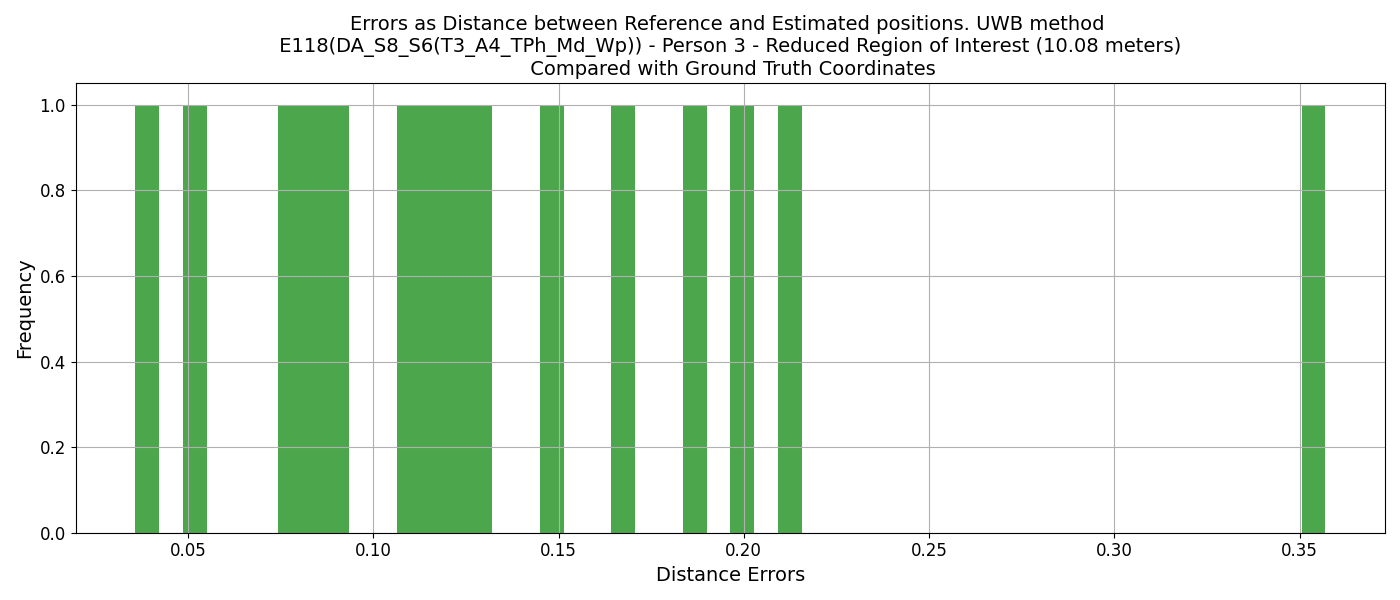 Errors as Distance between Reference and Estimated positions. UWB method
E118(DA_S8_S6(T3_A4_TPh_Md_Wp)) - Person 3 - Reduced Region of Interest (10.08 meters)
Compared with Ground Truth Coordinates
Frequency
1.0
0.8
0.6
0.4
0.2
0.0
0.05 0.10 0.15 0.20 0.25 0.30 0.35
Distance Errors